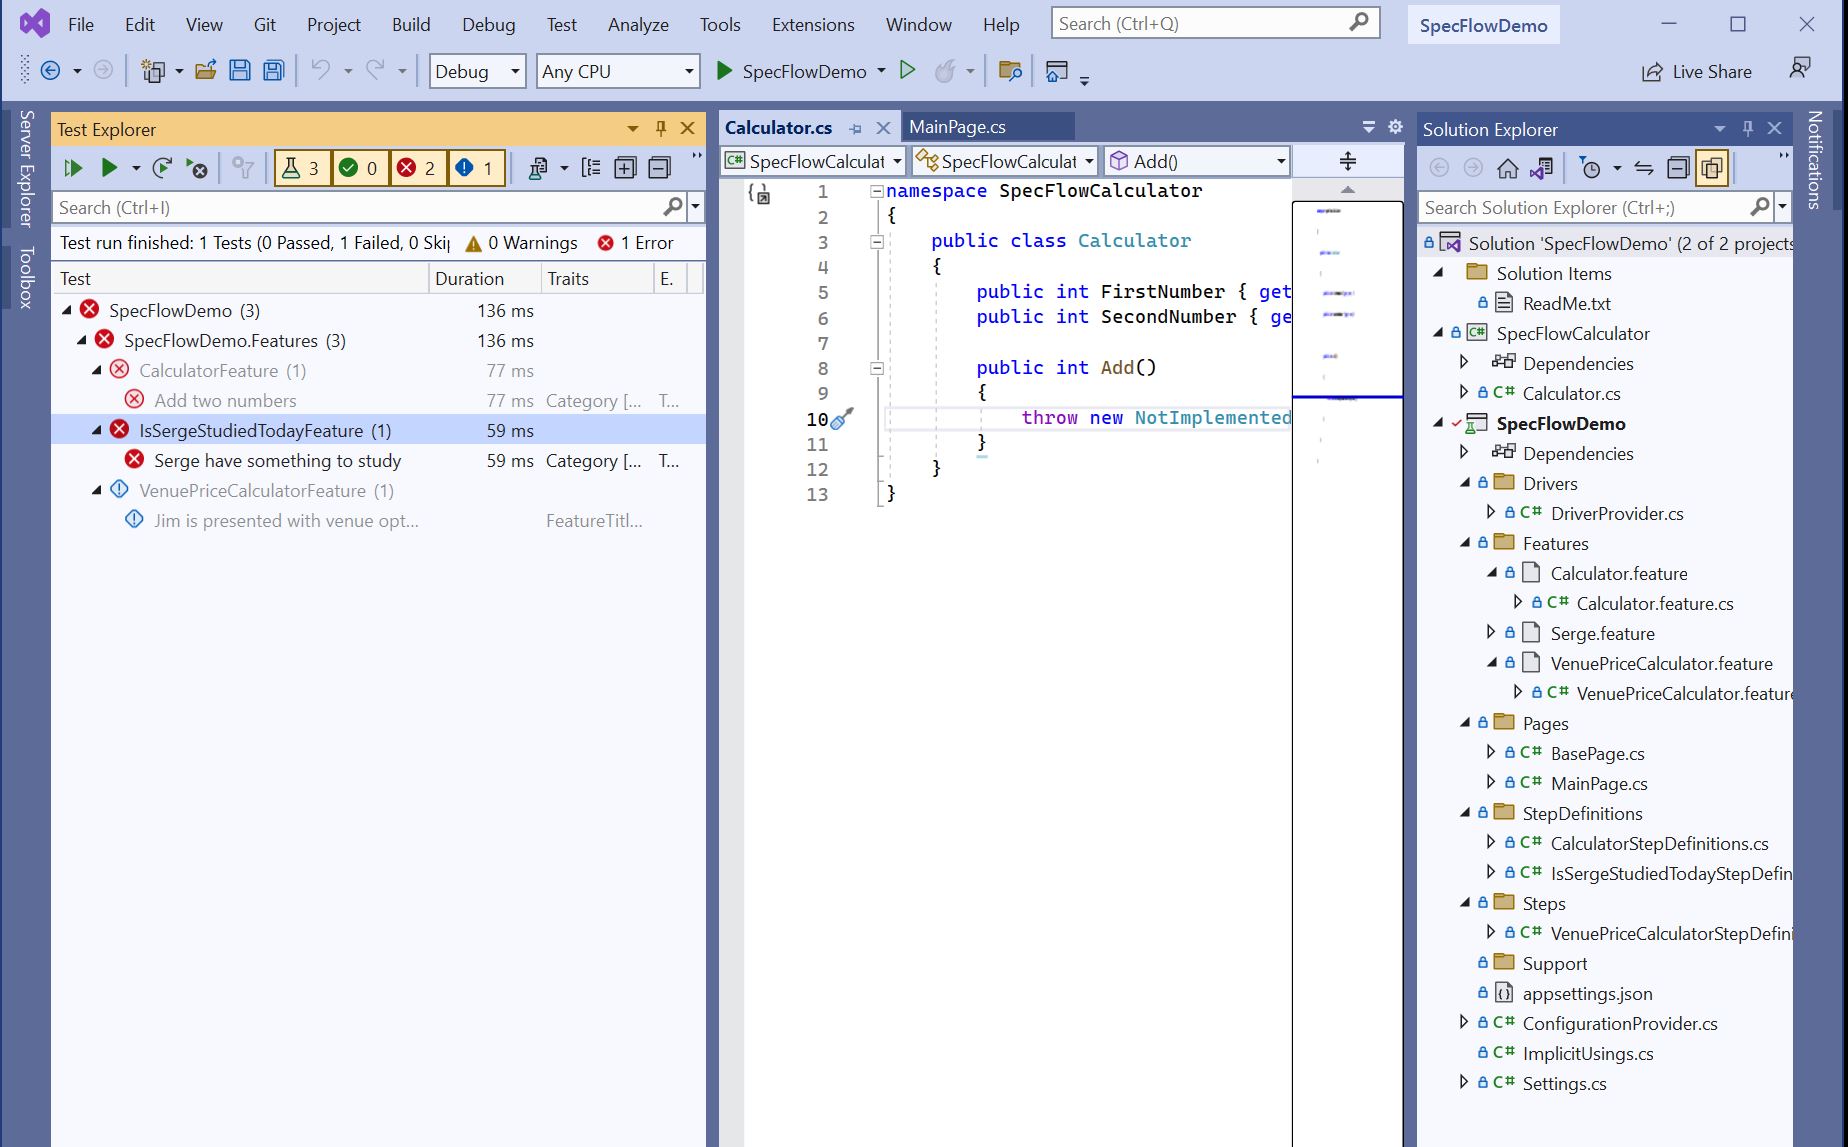 File Edit View Git Project Build Debug Test Analyze Tools Extensions Window Help Search (Ctrl+Q) SpecFlowDemo
Debug Any CPU SpecFlowDemo Live Share
Server Explorer
Toolbox
Test Explorer
3 0 2 1
Search (Ctrl+I)
Test run finished: 1 Tests (0 Passed, 1 Failed, 0 Skip 0 Warnings 1 Error
Test Duration Traits E.
SpecFlowDemo (3) 136 ms
SpecFlowDemo.Features (3) 136 ms
CalculatorFeature (1) 77 ms
Add two numbers 77 ms Category [... T...
IsSergeStudiedTodayFeature (1) 59 ms
Serge have something to study 59 ms Category [... T...
VenuePriceCalculatorFeature (1)
Jim is presented with venue opt... FeatureTitl...
Calculator.cs MainPage.cs
C# SpecFlowCalculat SpecFlowCalculat Add()
1 namespace SpecFlowCalculator
2 {
3 public class Calculator
4 {
5 public int FirstNumber { get
6 public int SecondNumber { ge
7
8 public int Add()
9 {
10 throw new NotImplemented
11 }
12 }
13 }
Solution Explorer
Search Solution Explorer (Ctrl+;)
Solution 'SpecFlowDemo' (2 of 2 projects
Solution Items
ReadMe.txt
C# SpecFlowCalculator
Dependencies
C# Calculator.cs
SpecFlowDemo
Dependencies
Drivers
C# DriverProvider.cs
Features
Calculator.feature
C# Calculator.feature.cs
Serge.feature
VenuePriceCalculator.feature
C# VenuePriceCalculator.feature
Pages
C# BasePage.cs
C# MainPage.cs
StepDefinitions
C# CalculatorStepDefinitions.cs
C# IsSergeStudiedTodayStepDefin
Steps
C# VenuePriceCalculatorStepDefini
Support
appsettings.json
C# ConfigurationProvider.cs
C# ImplicitUsings.cs
C# Settings.cs
Notifications